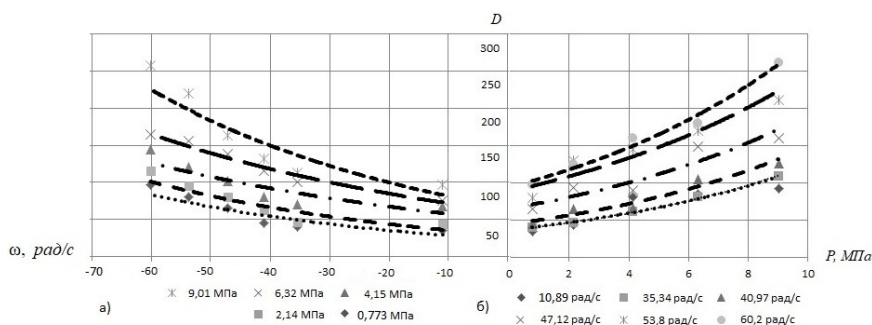 D
300
250
200
150
100
50
ω, рад/с
P, МПа
-70 -60 -50 -40 -30 -20 -10 0 2 4 6 8 10
а) 9,01 МПа 6,32 МПа 4,15 МПа
2,14 МПа 0,773 МПа
б) 10,89 рад/с 35,34 рад/с 40,97 рад/с
47,12 рад/с 53,8 рад/с 60,2 рад/с